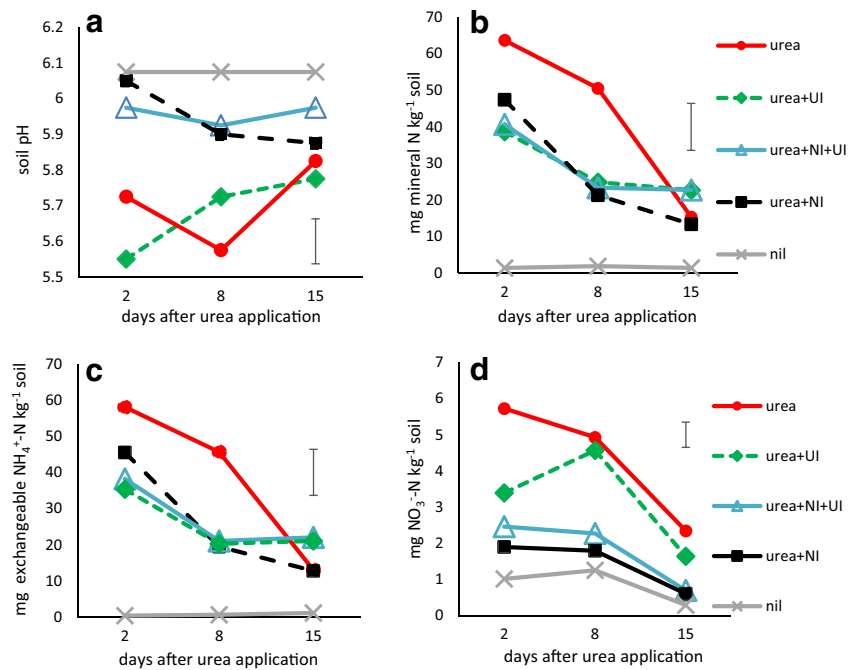 a
6.2
6.1
6
5.9
5.8
5.7
5.6
5.5
soil pH
2 8 15
days after urea application
b
70
60
50
40
30
20
10
0
mg mineral N kg⁻¹ soil
2 8 15
days after urea application
urea
urea+UI
urea+NI+UI
urea+NI
nil
c
70
60
50
40
30
20
10
0
mg exchangeable NH₄⁺-N kg⁻¹ soil
2 8 15
days after urea application
d
7
6
5
4
3
2
1
0
mg NO₃⁻-N kg⁻¹ soil
2 8 15
days after urea application
urea
urea+UI
urea+NI+UI
urea+NI
nil